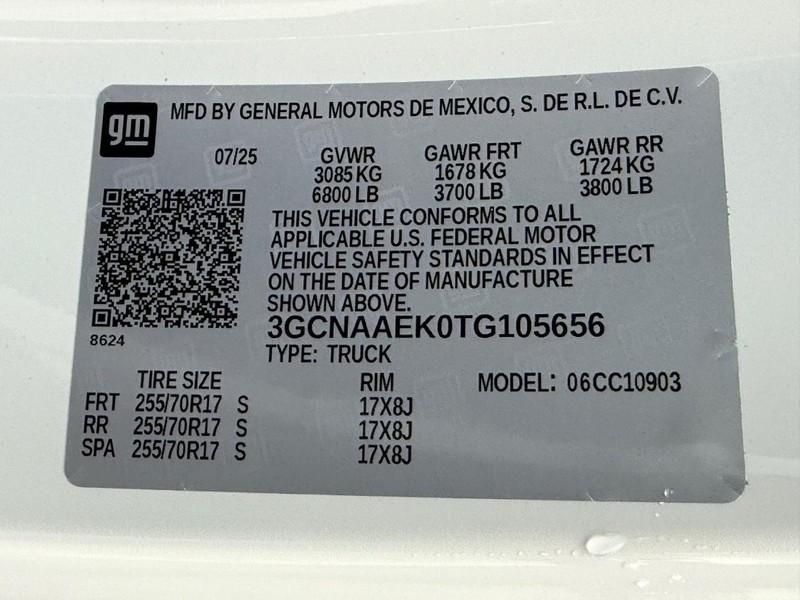 gm MFD BY GENERAL MOTORS DE MEXICO, S. DE R.L. DE C.V.
07/25 GVWR GAWR FRT GAWR RR
3085 KG 1678 KG 1724 KG
6800 LB 3700 LB 3800 LB
THIS VEHICLE CONFORMS TO ALL
APPLICABLE U.S. FEDERAL MOTOR
VEHICLE SAFETY STANDARDS IN EFFECT
ON THE DATE OF MANUFACTURE
SHOWN ABOVE.
8624 3GCNAAEK0TG105656
TYPE: TRUCK
TIRE SIZE RIM MODEL: 06CC10903
FRT 255/70R17 S 17X8J
RR 255/70R17 S 17X8J
SPA 255/70R17 S 17X8J